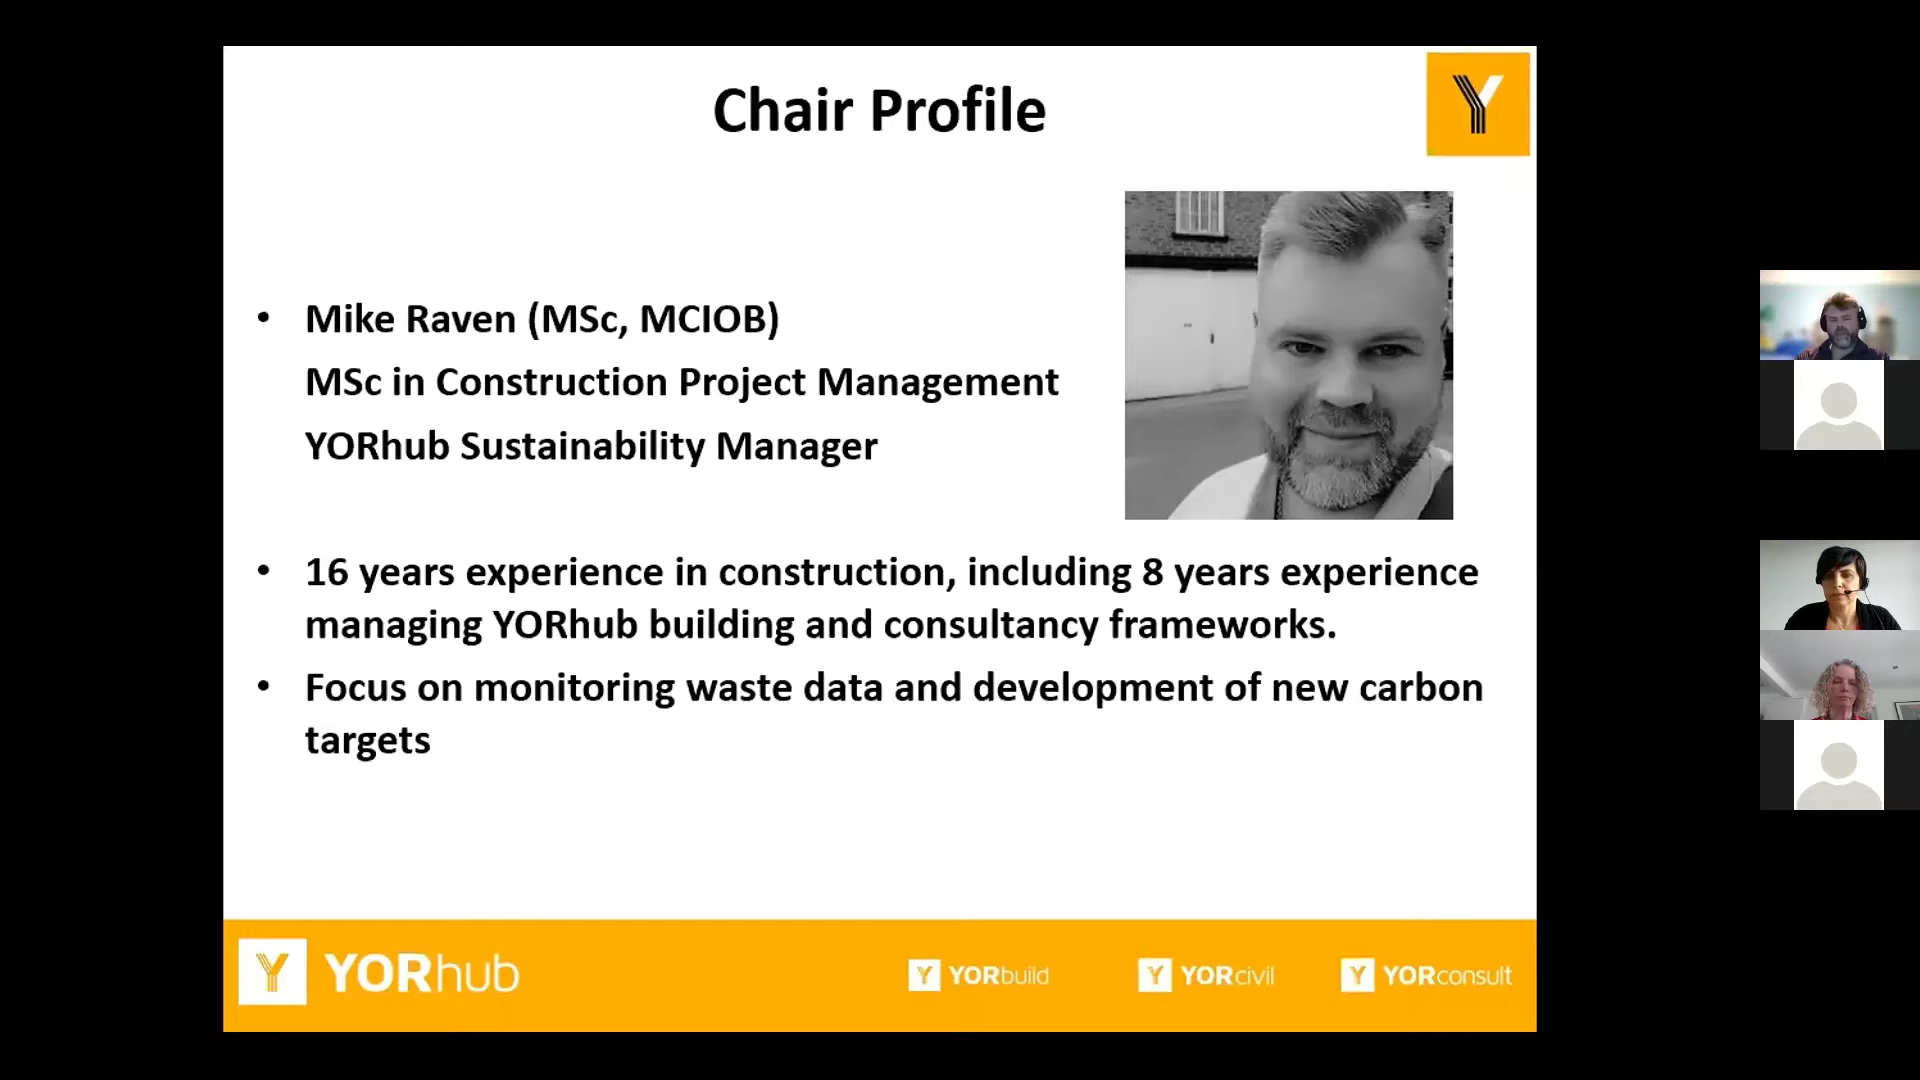 Chair Profile
Y
• Mike Raven (MSc, MCIOB)
MSc in Construction Project Management
YORhub Sustainability Manager
• 16 years experience in construction, including 8 years experience
managing YORhub building and consultancy frameworks.
• Focus on monitoring waste data and development of new carbon
targets
Y YORhub
Y YORbuild
Y YORcivil
Y YORconsult